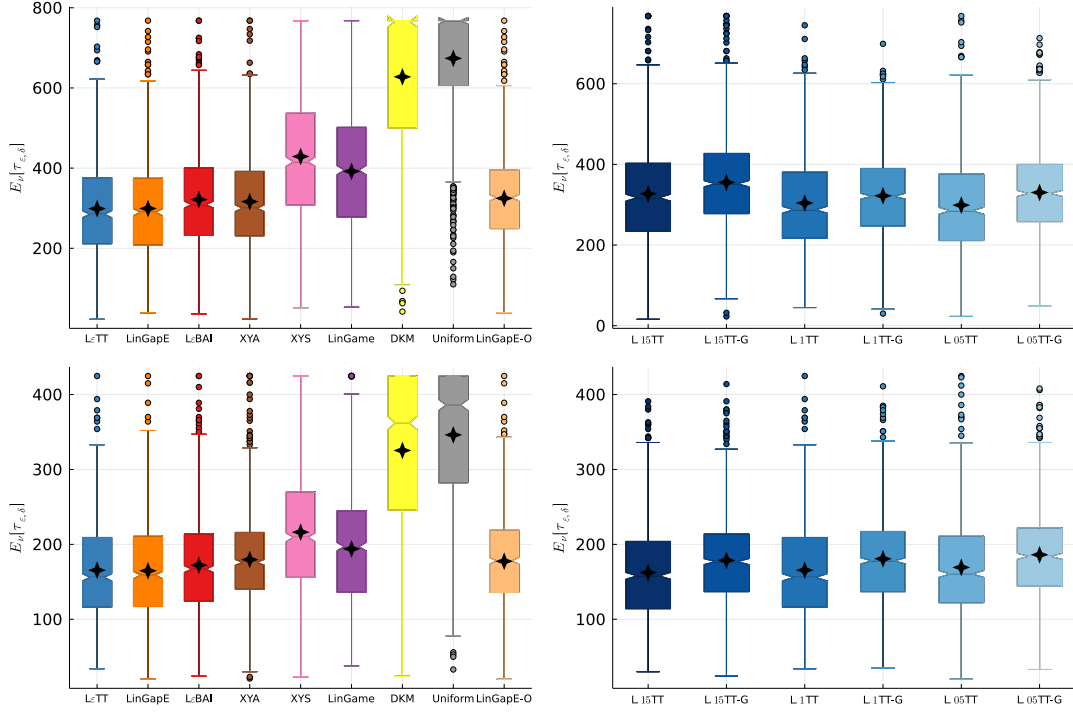 800
600
400
200
E_ν[τ_{ε,δ}]
LεTT LinGapE LεBAI XYA XYS LinGame DKM Uniform LinGapE-O
600
400
200
0
E_ν[τ_{ε,δ}]
L 15TT L 15TT-G L 1TT L 1TT-G L 05TT L 05TT-G
400
300
200
100
E_ν[τ_{ε,δ}]
LεTT LinGapE LεBAI XYA XYS LinGame DKM Uniform LinGapE-O
400
300
200
100
E_ν[τ_{ε,δ}]
L 15TT L 15TT-G L 1TT L 1TT-G L 05TT L 05TT-G